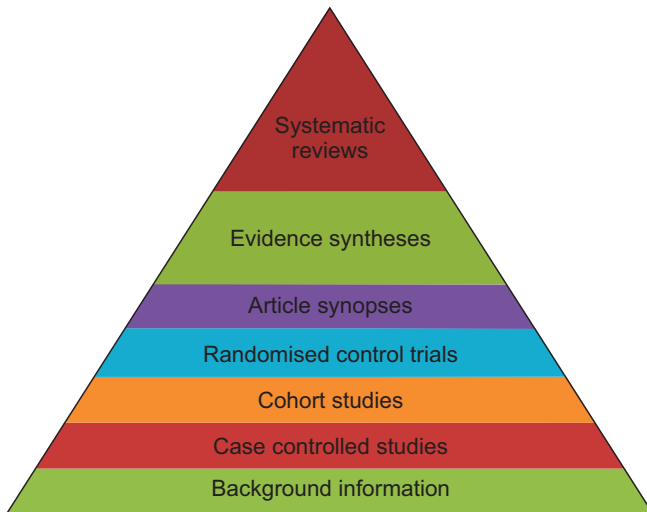 Systematic
reviews
Evidence syntheses
Article synopses
Randomised control trials
Cohort studies
Case controlled studies
Background information